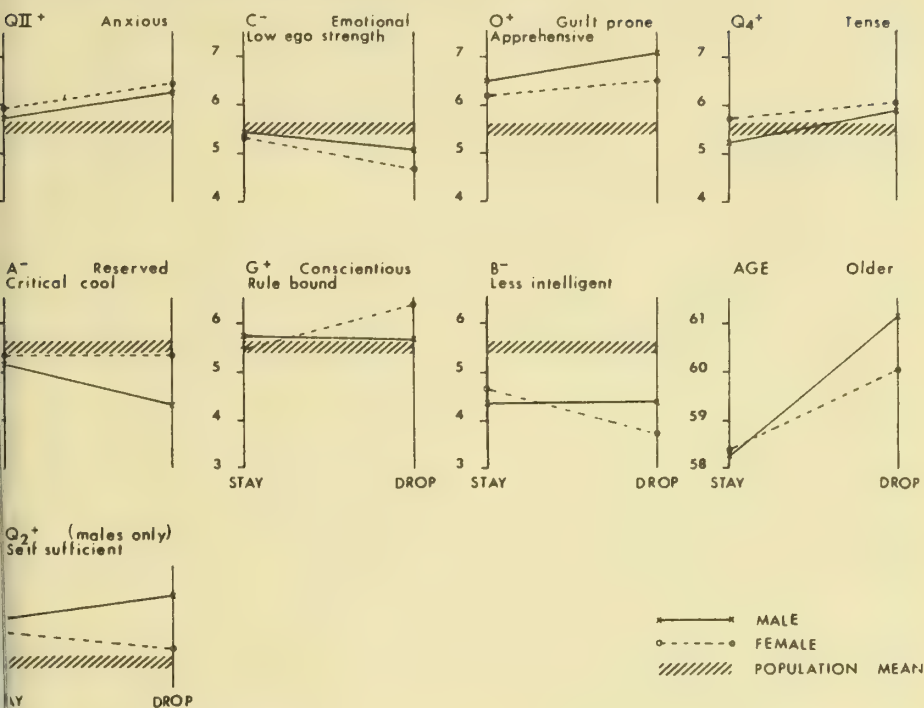 QII+ Anxious
C- Emotional
Low ego strength
O+ Guilt prone
Apprehensive
Q4+ Tense
7
6
5
4
7
6
5
4
7
6
5
4
A- Reserved
Critical cool
G+ Conscientious
Rule bound
B- Less intelligent
AGE Older
6
5
4
3
6
5
4
3
61
60
59
58
STAY DROP
STAY DROP
STAY DROP
Q2+ (males only)
Self sufficient
DROP
MALE
FEMALE
POPULATION MEAN